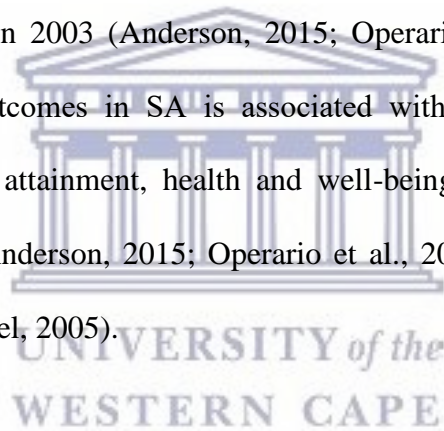 n 2003 (Anderson, 2015; Operari
tcomes in SA is associated with
attainment, health and well-being
nderson, 2015; Operario et al., 20
el, 2005).
UNIVERSITY of the
WESTERN CAPE